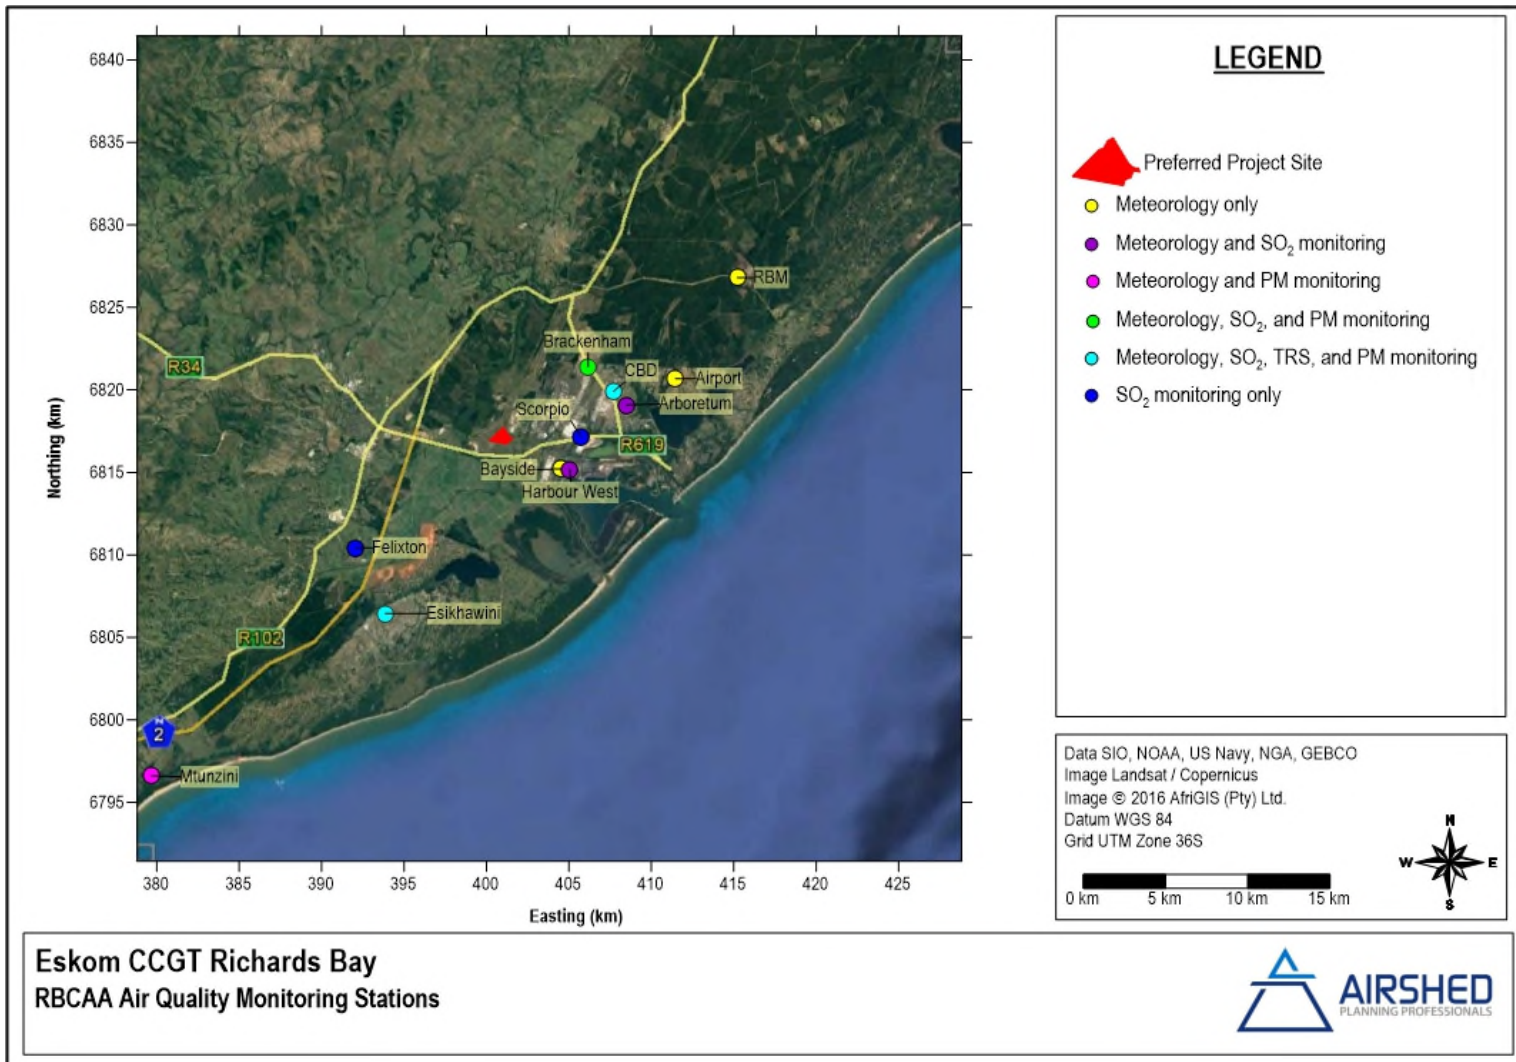 6840
6835
6830
6825
6820
6815
6810
6805
6800
6795
Northing (km)
380 385 390 395 400 405 410 415 420 425
Easting (km)
RBM
Brackenham
R34
CBD
Airport
Scorpio
Arboretum
R619
Bayside
Harbour West
Felixton
Esikhawini
R102
N
2
Mtunzini
LEGEND
Preferred Project Site
Meteorology only
Meteorology and SO₂ monitoring
Meteorology and PM monitoring
Meteorology, SO₂, and PM monitoring
Meteorology, SO₂, TRS, and PM monitoring
SO₂ monitoring only
Data SIO, NOAA, US Navy, NGA, GEBCO
Image Landsat / Copernicus
Image © 2016 AfriGIS (Pty) Ltd.
Datum WGS 84
Grid UTM Zone 36S
N
W E
S
0 km 5 km 10 km 15 km
Eskom CCGT Richards Bay
RBCAA Air Quality Monitoring Stations
AIRSHED
PLANNING PROFESSIONALS